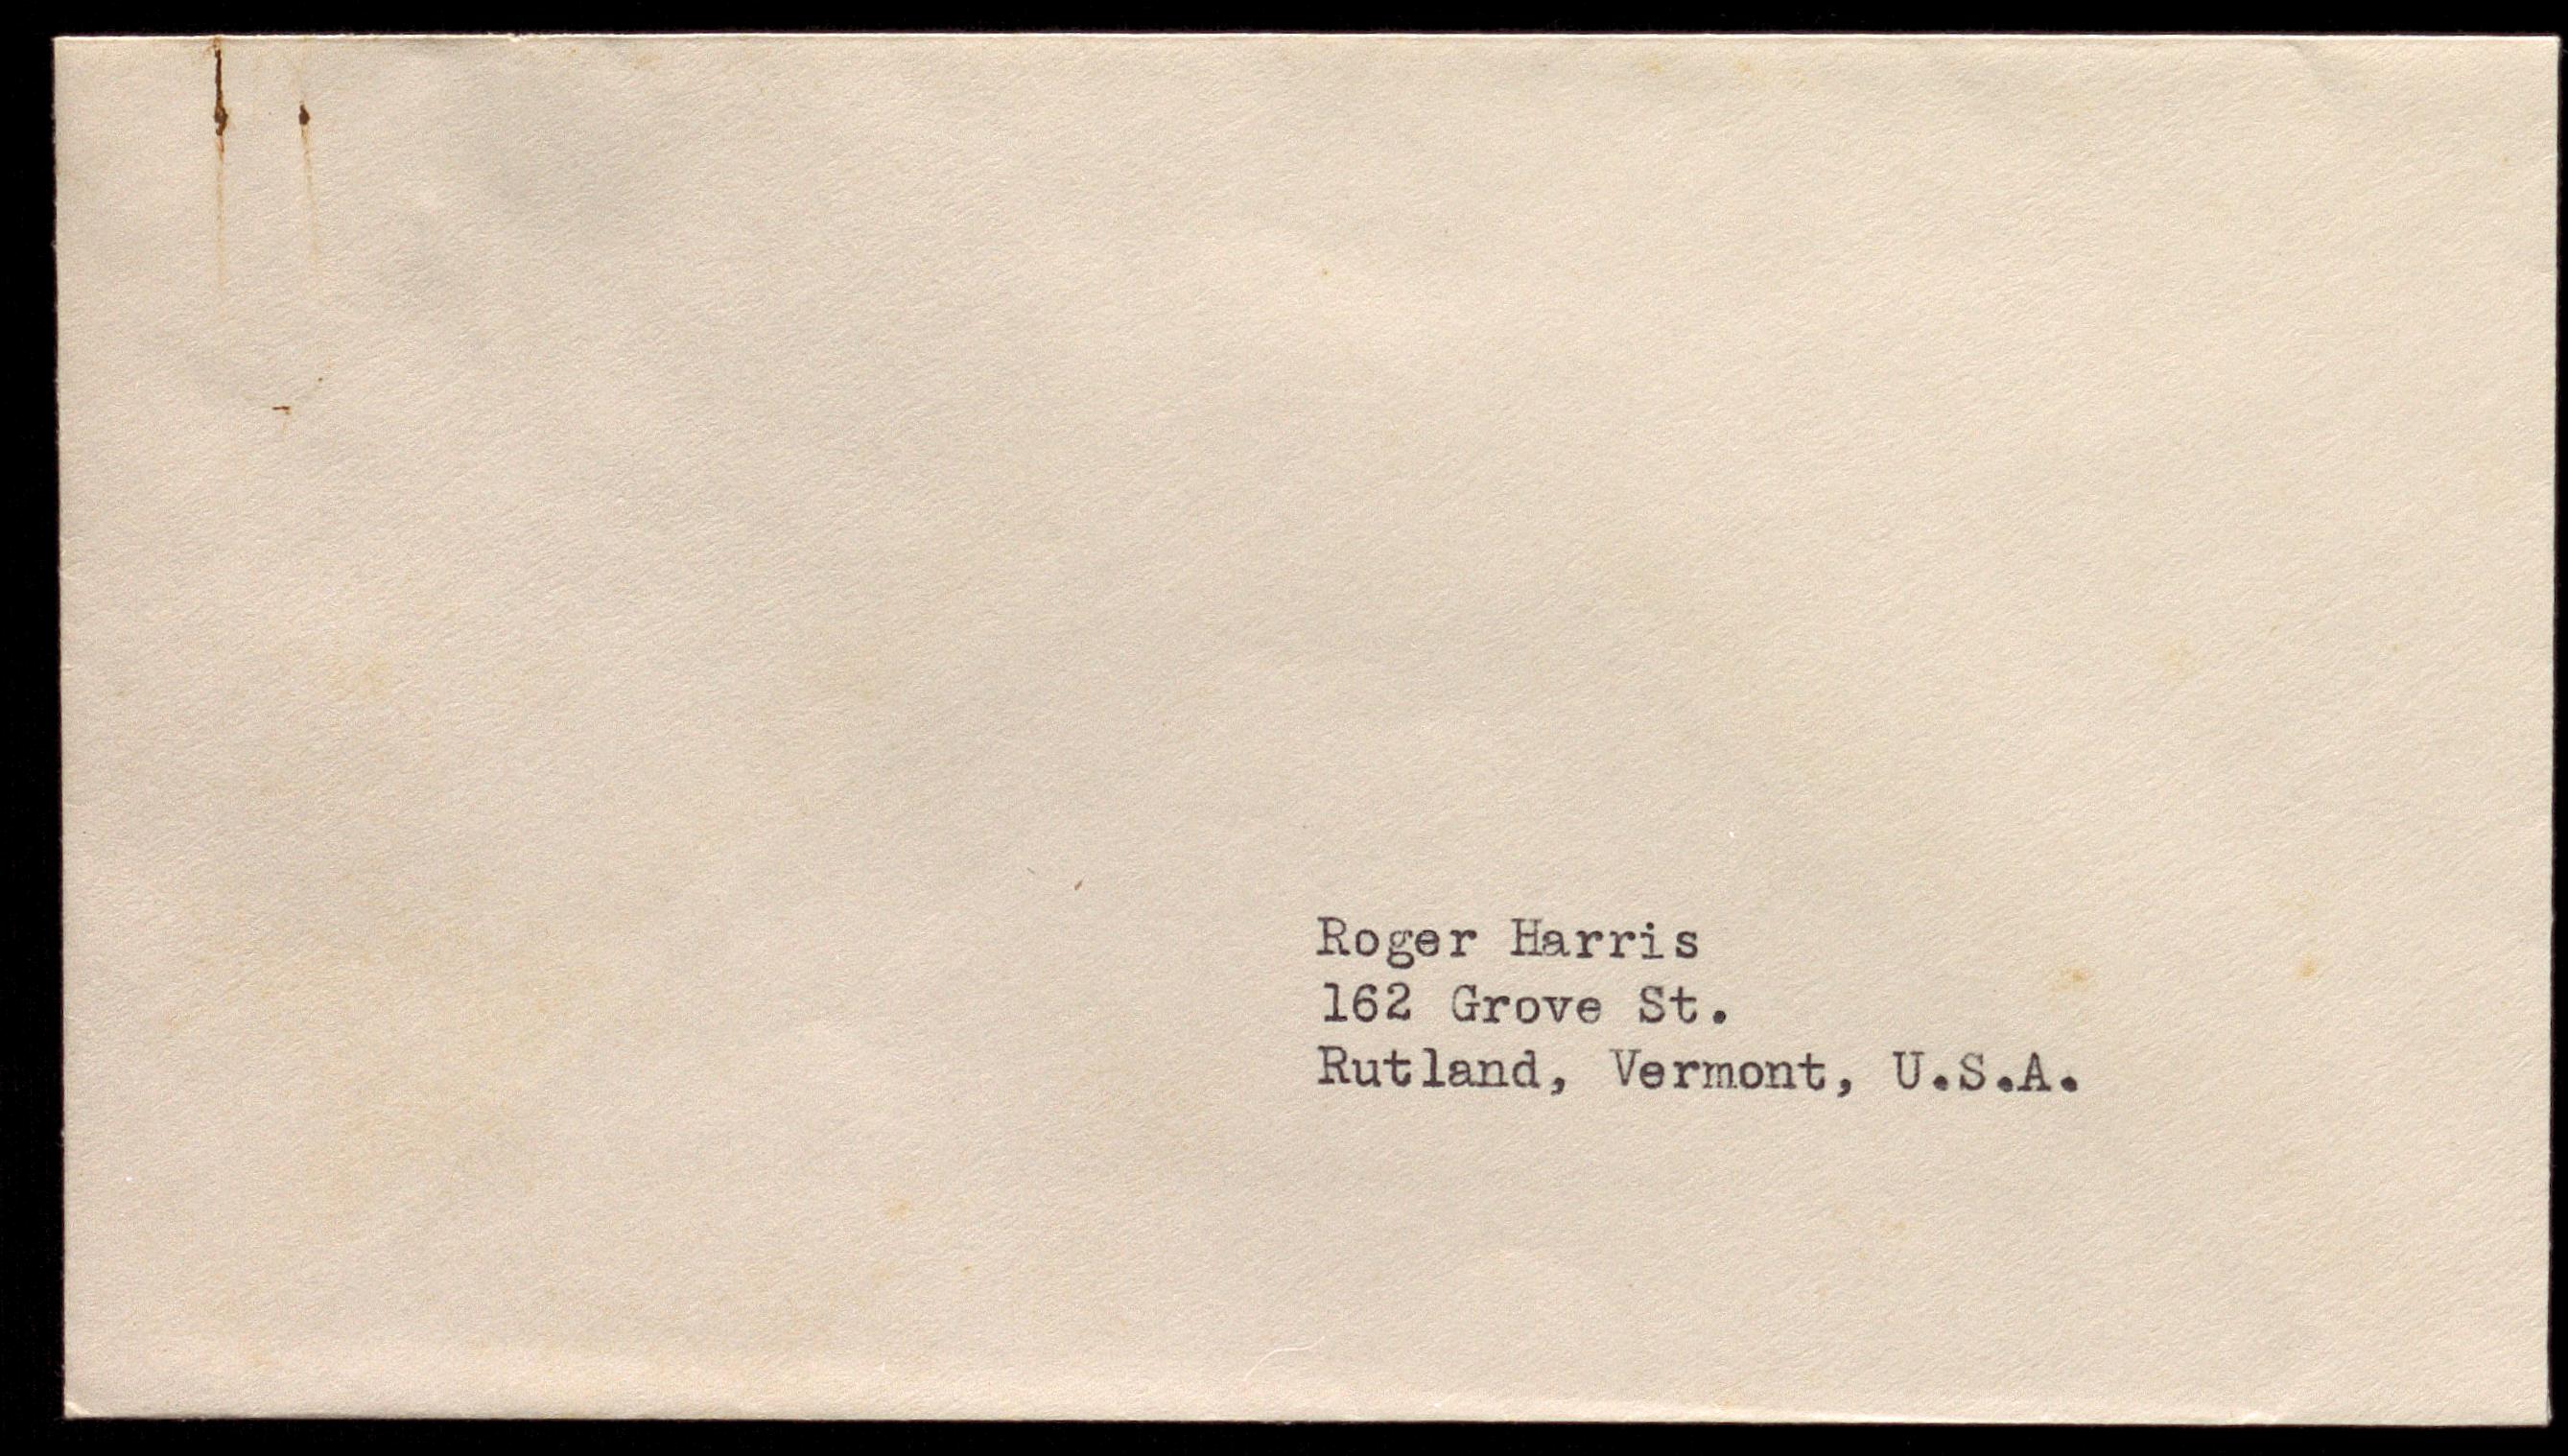 Roger Harris
162 Grove St.
Rutland, Vermont, U.S.A.